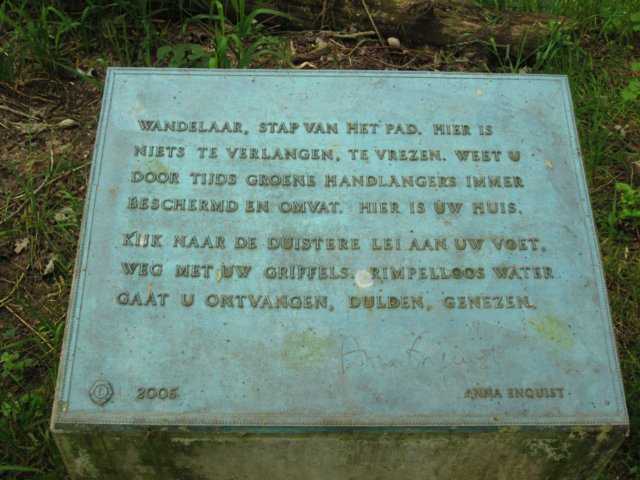 WANDELAAR, STAP VAN HET PAD. HIER IS
NIETS TE VERLANGEN, TE VREZEN. WEET U
DOOR TIJDS GROENE HANDLANGERS IMMER
BESCHERMD EN OMVAT. HIER IS UW HUIS.
KIJK NAAR DE DUISTERE LEI AAN UW VOET,
WEG MET UW GRIFFELS. RIMPELLOOS WATER
GAAT U ONTVANGEN, DULDEN, GENEZEN.
Anna Enquist
2005 ANNA ENQUIST